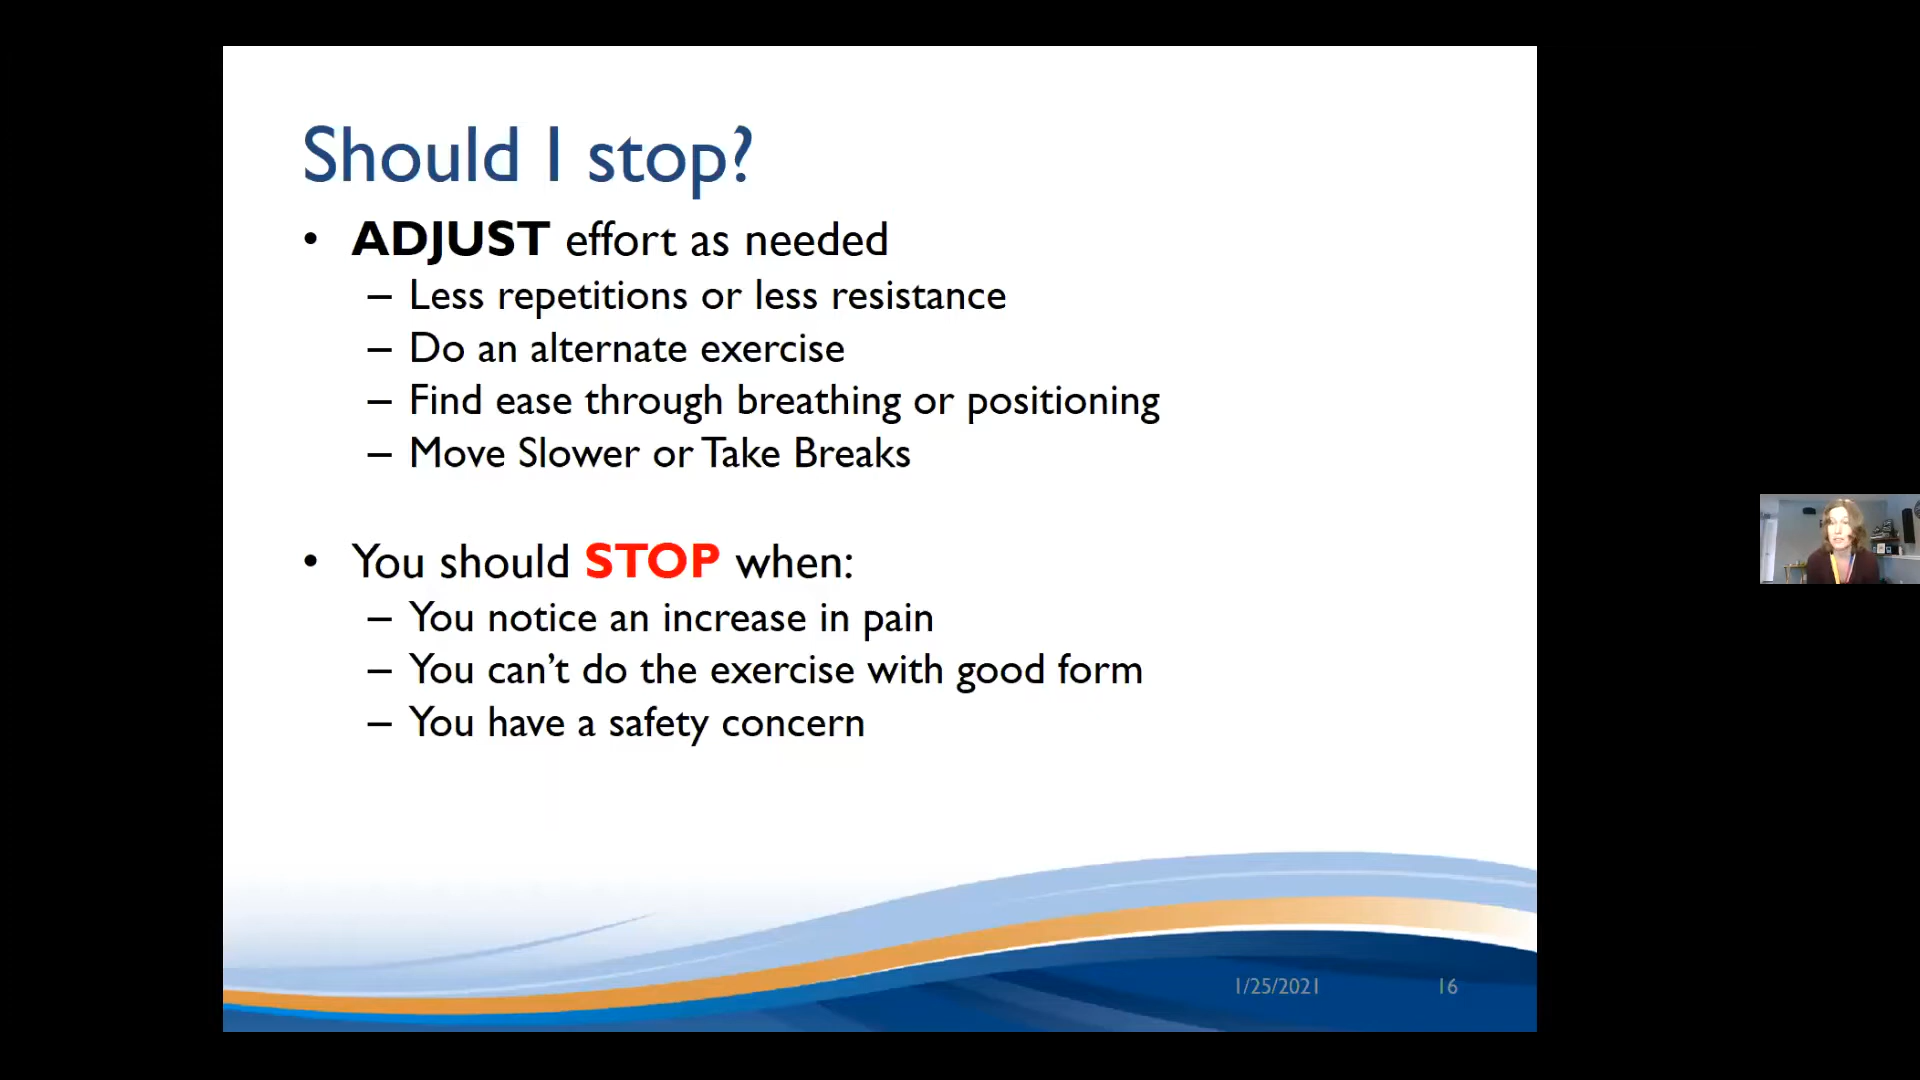 Should I stop?
• ADJUST effort as needed
– Less repetitions or less resistance
– Do an alternate exercise
– Find ease through breathing or positioning
– Move Slower or Take Breaks
• You should STOP when:
– You notice an increase in pain
– You can’t do the exercise with good form
– You have a safety concern
1/25/2021 16